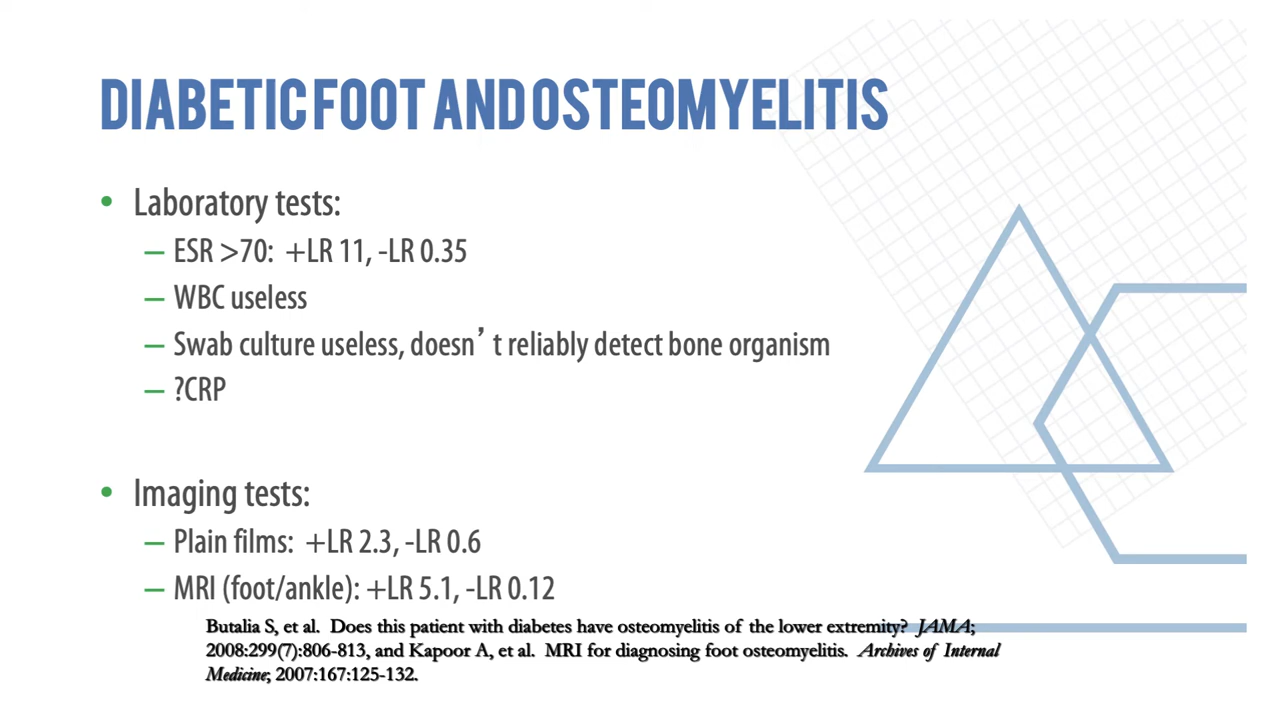 DIABETIC FOOT AND OSTEOMYELITIS
• Laboratory tests:
– ESR >70: +LR 11, -LR 0.35
– WBC useless
– Swab culture useless, doesn’ t reliably detect bone organism
– ?CRP
• Imaging tests:
– Plain films: +LR 2.3, -LR 0.6
– MRI (foot/ankle): +LR 5.1, -LR 0.12
Butalia S, et al. Does this patient with diabetes have osteomyelitis of the lower extremity? JAMA;
2008:299(7):806-813, and Kapoor A, et al. MRI for diagnosing foot osteomyelitis. Archives of Internal
Medicine; 2007:167:125-132.